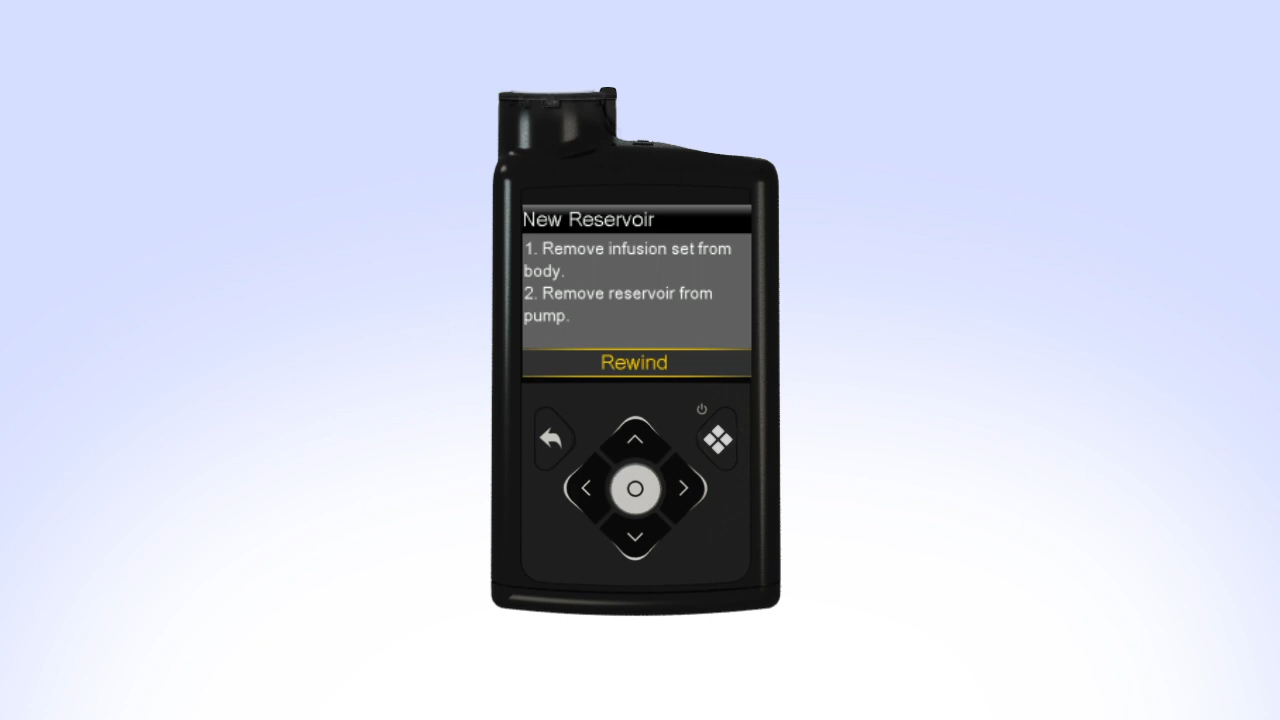 New Reservoir
1. Remove infusion set from
body.
2. Remove reservoir from
pump.
Rewind